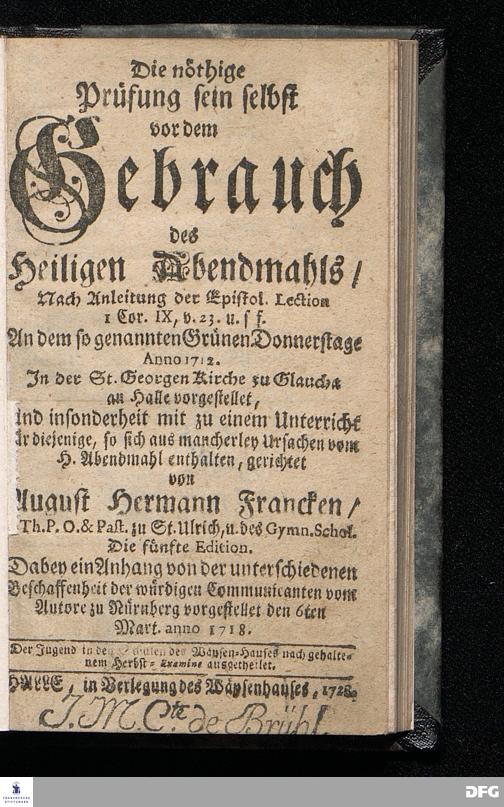 Die nöthige
Prüfung sein selbst
vor dem
Gebrauch
des
Heiligen Abendmahls /
Nach Anleitung der Epistol. Lection
1 Cor. IX, v. 23. u. s f.
An dem so genannten Grünen Donnerstage
Anno 1712.
In der St. Georgen Kirche zu Glaucha
an Halle vorgestellet,
Und insonderheit mit zu einem Unterricht
für diejenige, so sich aus mancherley Ursachen vom
H. Abendmahl enthalten, gerichtet
von
August Hermann Francken /
Th. P. O. & Past. zu St. Ulrich, u. des Gymn. Schol.
Die fünfte Edition.
Dabey ein Anhang von der unterschiedenen
Beschaffenheit der würdigen Communicanten vom
Autore zu Nürnberg vorgestellet den 6ten
Mart. anno 1718.
Der Jugend in den Schulen des Wäysen-Hauses nach gehalte-
nem Herbst-Examine ausgetheilet.
HALLE, in Verlegung des Wäysenhauses, 1728.
J. M. Cte de Brühl
FRANCKESCHE
STIFTUNGEN
DFG